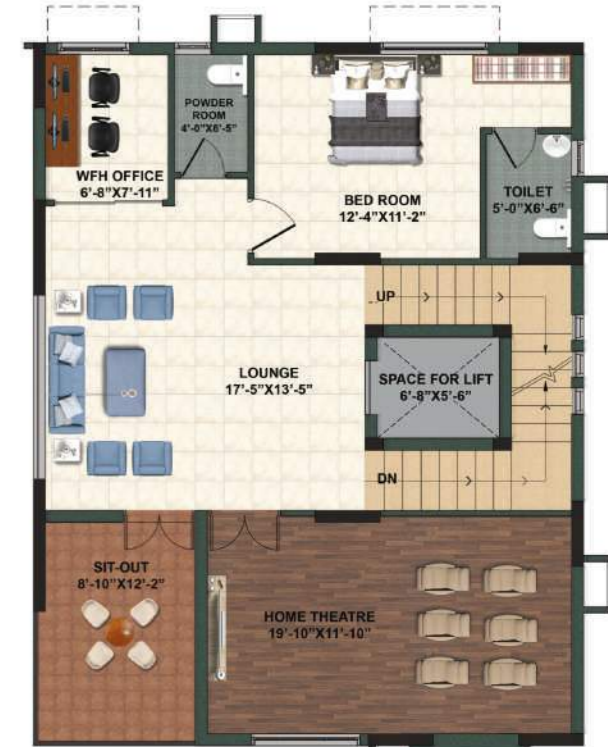 POWDER
ROOM
4'-0"X6'-5"
WFH OFFICE
6'-8"X7'-11"
BED ROOM
12'-4"X11'-2"
TOILET
5'-0"X6'-6"
UP
LOUNGE
17'-5"X13'-5"
SPACE FOR LIFT
6'-8"X5'-6"
DN
SIT-OUT
8'-10"X12'-2"
HOME THEATRE
19'-10"X11'-10"